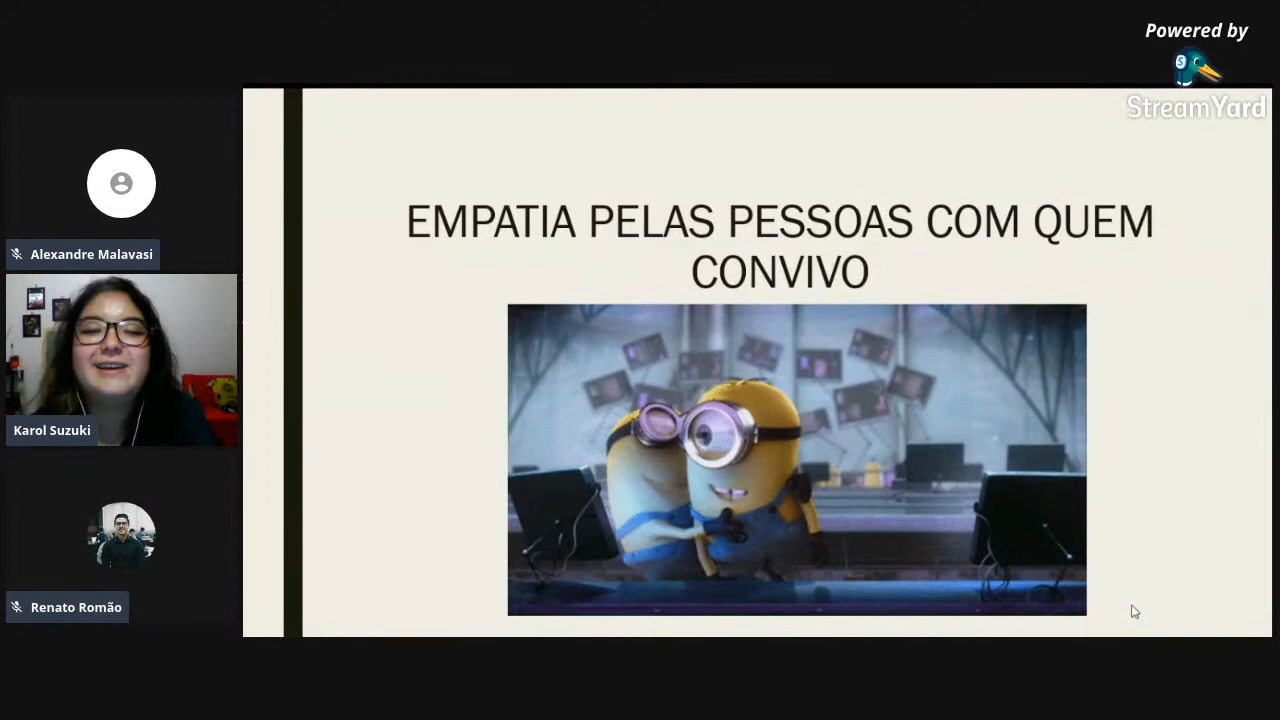 Powered by
S
StreamYard
EMPATIA PELAS PESSOAS COM QUEM
CONVIVO
Alexandre Malavasi
Karol Suzuki
Renato Romão